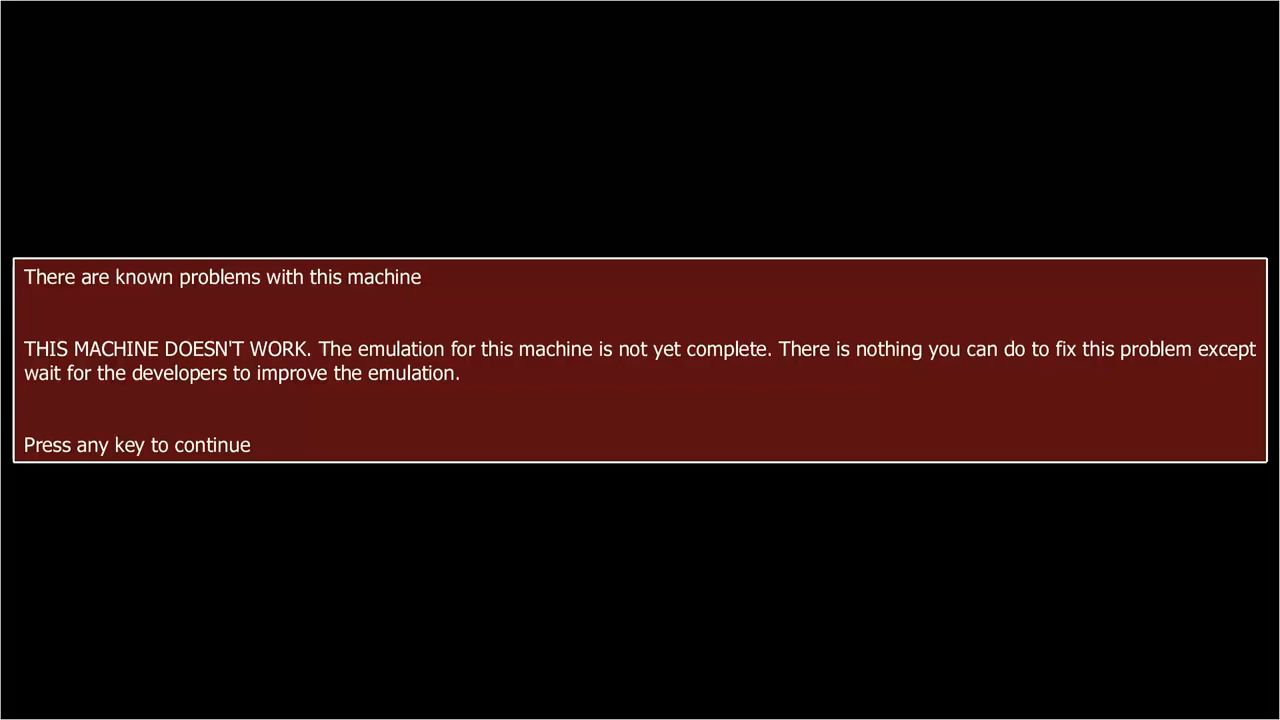 There are known problems with this machine
THIS MACHINE DOESN'T WORK. The emulation for this machine is not yet complete. There is nothing you can do to fix this problem except
wait for the developers to improve the emulation.
Press any key to continue